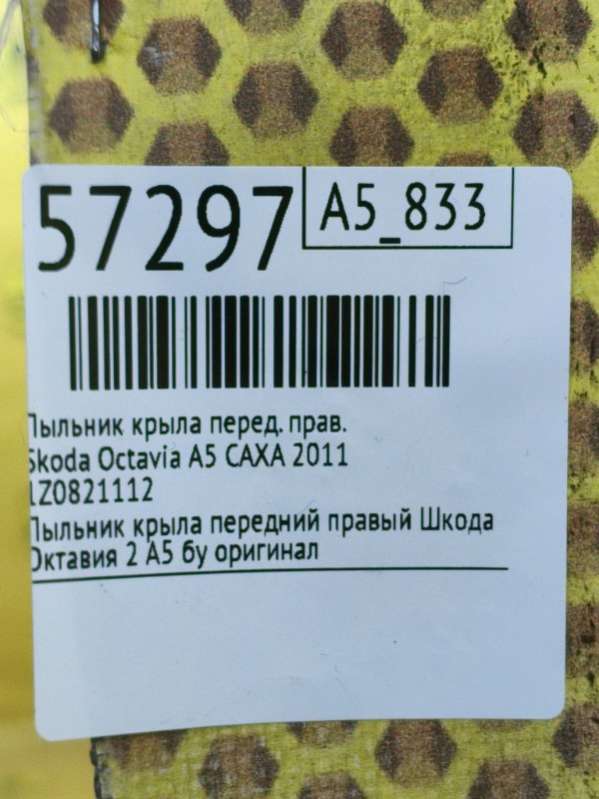 57297
A5_833
Пыльник крыла перед. прав.
Skoda Octavia A5 CAXA 2011
1Z0821112
Пыльник крыла передний правый Шкода
Октавия 2 А5 бу оригинал